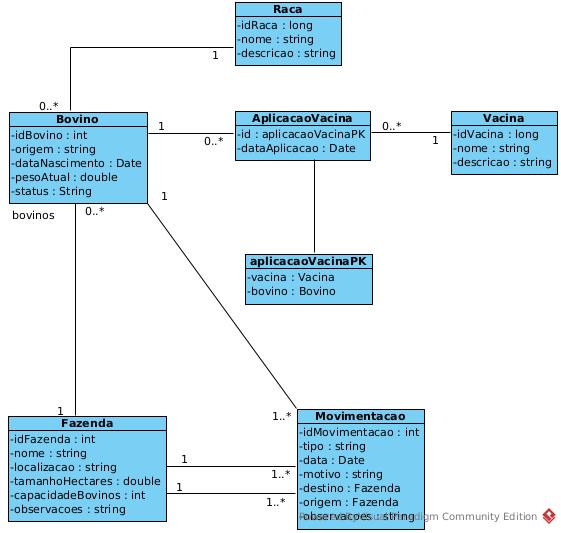 Raca
-idRaca : long
-nome : string
-descricao : string
1
0..*
Bovino
-idBovino : int
-origem : string
-dataNascimento : Date
-pesoAtual : double
-status : String
1
0..*
AplicacaoVacina
-id : aplicacaoVacinaPK
-dataAplicacao : Date
0..*
1
Vacina
-idVacina : long
-nome : string
-descricao : string
bovinos
0..*
1
aplicacaoVacinaPK
-vacina : Vacina
-bovino : Bovino
1
1..*
Fazenda
-idFazenda : int
-nome : string
-localizacao : string
-tamanhoHectares : double
-capacidadeBovinos : int
-observacoes : string
1
1..*
1
1..*
Movimentacao
-idMovimentacao : int
-tipo : string
-data : Date
-motivo : string
-destino : Fazenda
-origem : Fazenda
-observacoes : string
Powered By Visual Paradigm Community Edition